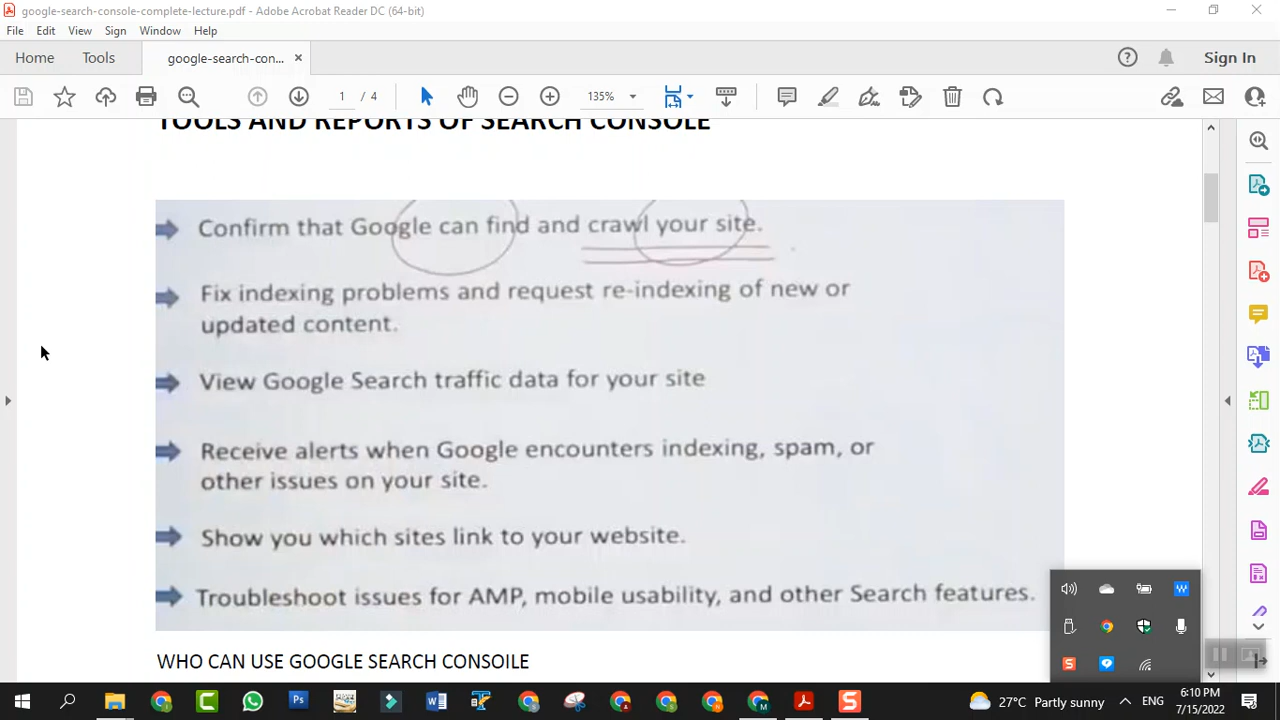 google-search-console-complete-lecture.pdf - Adobe Acrobat Reader DC (64-bit)
File Edit View Sign Window Help
Home Tools google-search-con... × Sign In
1 / 4 135%
TOOLS AND REPORTS OF SEARCH CONSOLE
Confirm that Google can find and crawl your site.
Fix indexing problems and request re-indexing of new or
updated content.
View Google Search traffic data for your site
Receive alerts when Google encounters indexing, spam, or
other issues on your site.
Show you which sites link to your website.
Troubleshoot issues for AMP, mobile usability, and other Search features.
WHO CAN USE GOOGLE SEARCH CONSOILE
27°C Partly sunny ENG 6:10 PM
7/15/2022